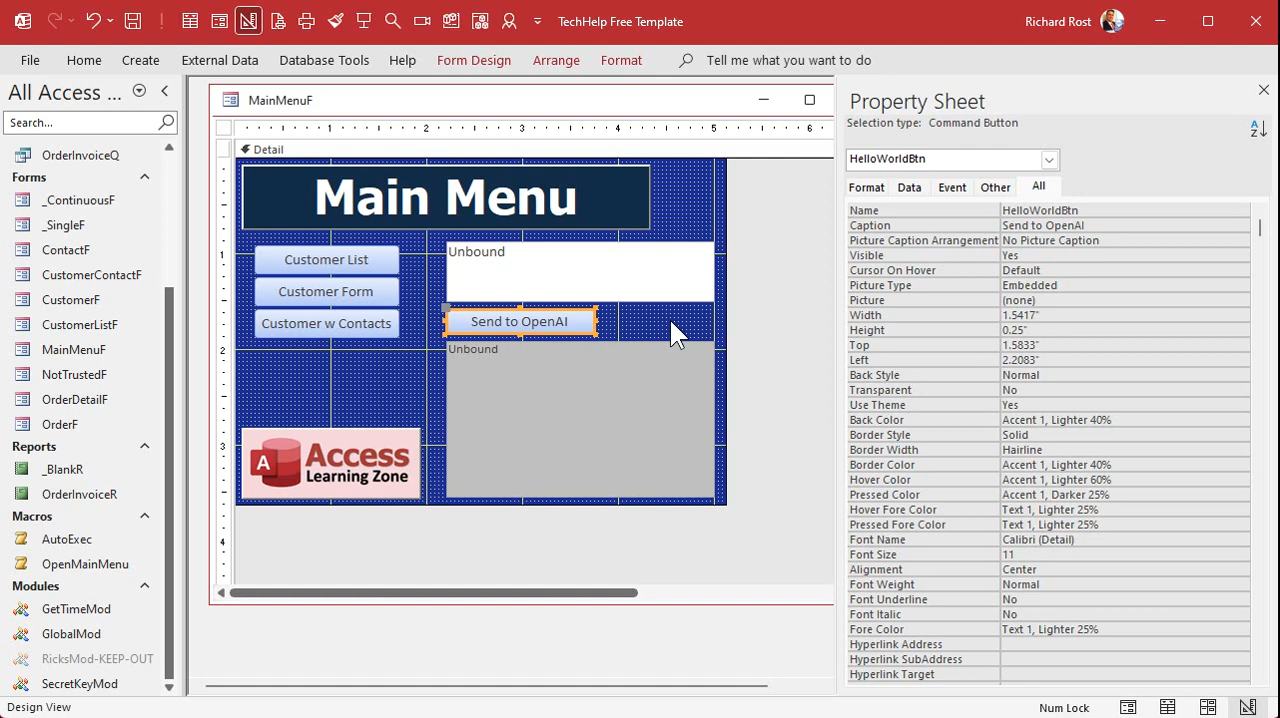 TechHelp Free Template
Richard Rost
File
Home
Create
External Data
Database Tools
Help
Form Design
Arrange
Format
Tell me what you want to do
All Access ...
Search...
OrderInvoiceQ
Forms
_ContinuousF
_SingleF
ContactF
CustomerContactF
CustomerF
CustomerListF
MainMenuF
NotTrustedF
OrderDetailF
OrderF
Reports
_BlankR
OrderInvoiceR
Macros
AutoExec
OpenMainMenu
Modules
GetTimeMod
GlobalMod
RicksMod-KEEP-OUT
SecretKeyMod
MainMenuF
1 2 3 4 5 6
Detail
Main Menu
Customer List
Customer Form
Customer w Contacts
Unbound
Send to OpenAI
Unbound
A Access
Learning Zone
1
2
3
4
Property Sheet
Selection type: Command Button
HelloWorldBtn
Format Data Event Other All
Name HelloWorldBtn
Caption Send to OpenAI
Picture Caption Arrangement No Picture Caption
Visible Yes
Cursor On Hover Default
Picture Type Embedded
Picture (none)
Width 1.5417"
Height 0.25"
Top 1.5833"
Left 2.2083"
Back Style Normal
Transparent No
Use Theme Yes
Back Color Accent 1, Lighter 40%
Border Style Solid
Border Width Hairline
Border Color Accent 1, Lighter 40%
Hover Color Accent 1, Lighter 60%
Pressed Color Accent 1, Darker 25%
Hover Fore Color Text 1, Lighter 25%
Pressed Fore Color Text 1, Lighter 25%
Font Name Calibri (Detail)
Font Size 11
Alignment Center
Font Weight Normal
Font Underline No
Font Italic No
Fore Color Text 1, Lighter 25%
Hyperlink Address
Hyperlink SubAddress
Hyperlink Target
Design View
Num Lock